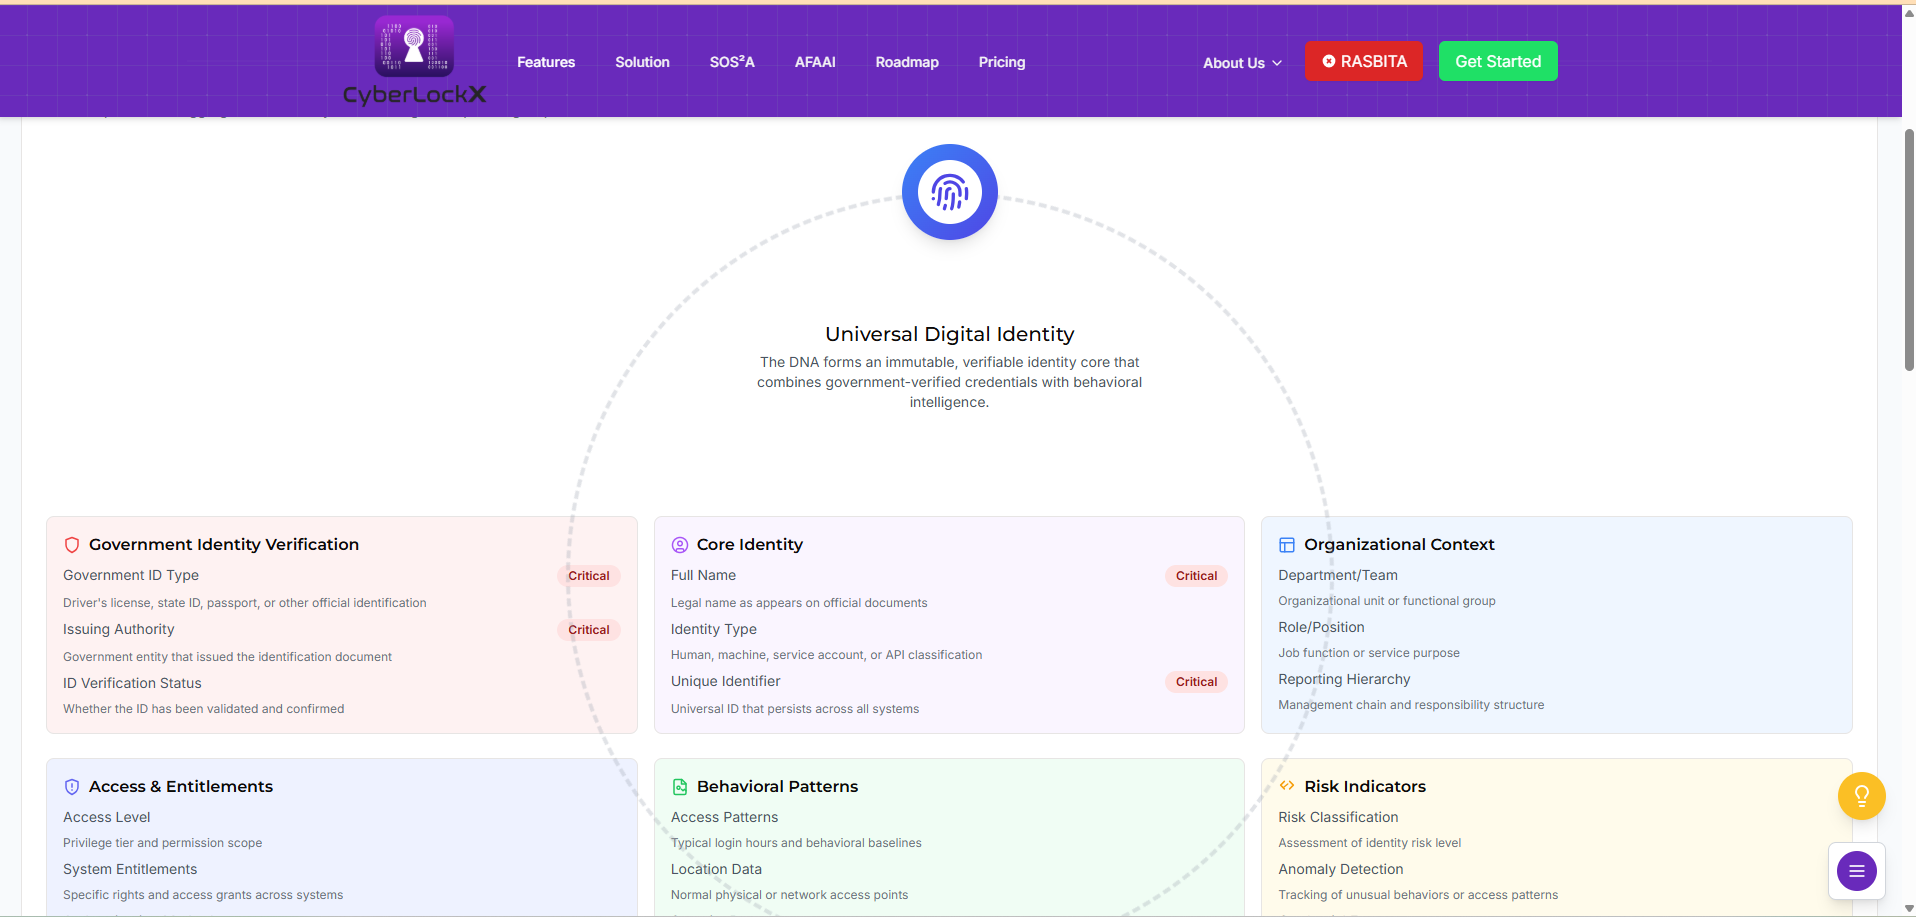 Features
Solution
SOS²A
AFAAI
Roadmap
Pricing
About Us
RASBITA
Get Started
CyberLockX
Universal Digital Identity
The DNA forms an immutable, verifiable identity core that
combines government-verified credentials with behavioral
intelligence.
Government Identity Verification
Government ID Type
Critical
Driver's license, state ID, passport, or other official identification
Issuing Authority
Critical
Government entity that issued the identification document
ID Verification Status
Whether the ID has been validated and confirmed
Core Identity
Full Name
Critical
Legal name as appears on official documents
Identity Type
Human, machine, service account, or API classification
Unique Identifier
Critical
Universal ID that persists across all systems
Organizational Context
Department/Team
Organizational unit or functional group
Role/Position
Job function or service purpose
Reporting Hierarchy
Management chain and responsibility structure
Access & Entitlements
Access Level
Privilege tier and permission scope
System Entitlements
Specific rights and access grants across systems
Behavioral Patterns
Access Patterns
Typical login hours and behavioral baselines
Location Data
Normal physical or network access points
Risk Indicators
Risk Classification
Assessment of identity risk level
Anomaly Detection
Tracking of unusual behaviors or access patterns